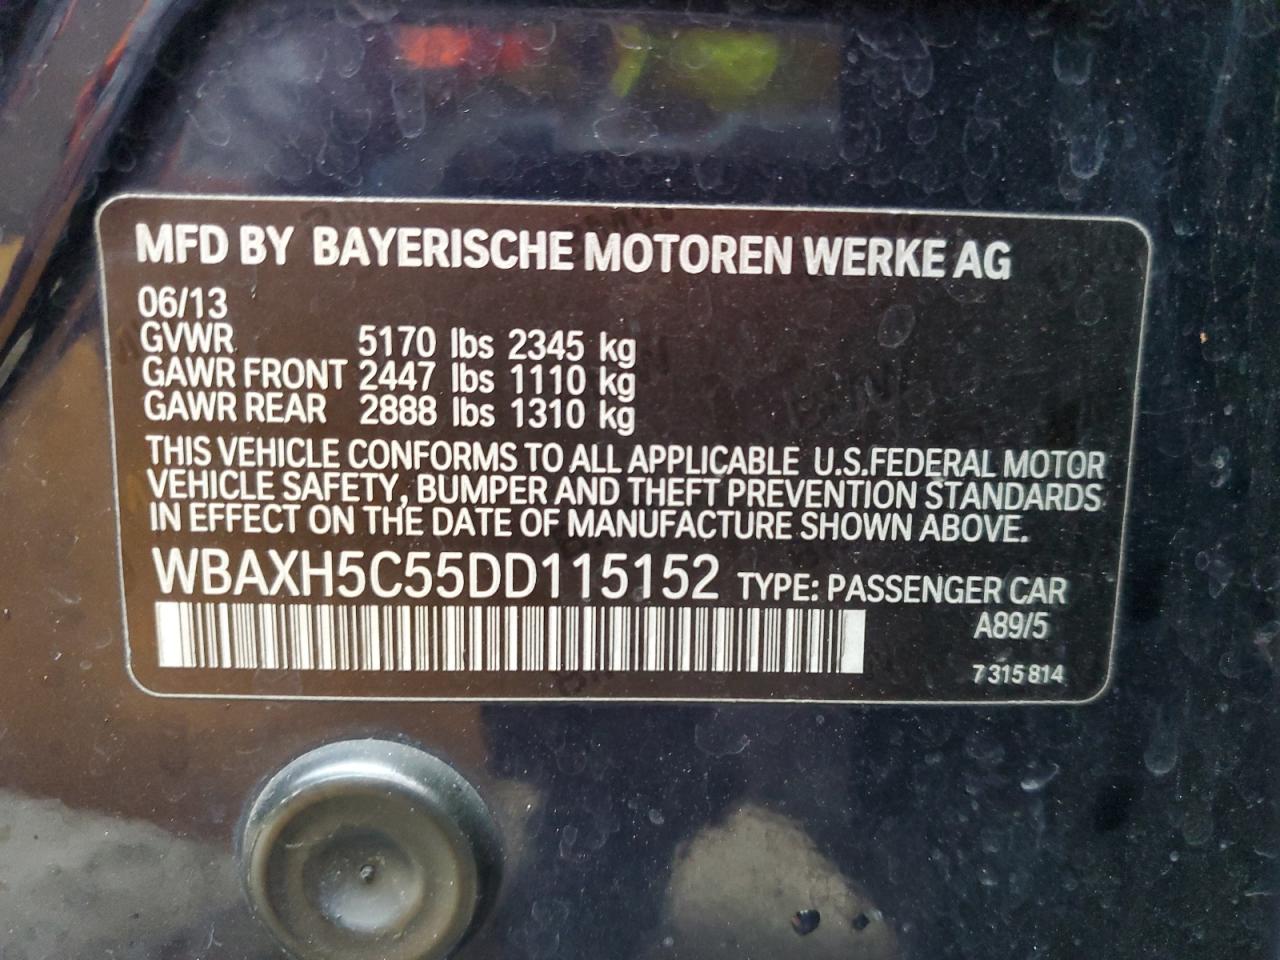 MFD BY BAYERISCHE MOTOREN WERKE AG
06/13
GVWR 5170 lbs 2345 kg
GAWR FRONT 2447 lbs 1110 kg
GAWR REAR 2888 lbs 1310 kg
THIS VEHICLE CONFORMS TO ALL APPLICABLE U.S.FEDERAL MOTOR
VEHICLE SAFETY, BUMPER AND THEFT PREVENTION STANDARDS
IN EFFECT ON THE DATE OF MANUFACTURE SHOWN ABOVE.
WBAXH5C55DD115152 TYPE: PASSENGER CAR
A89/5
7 315 814